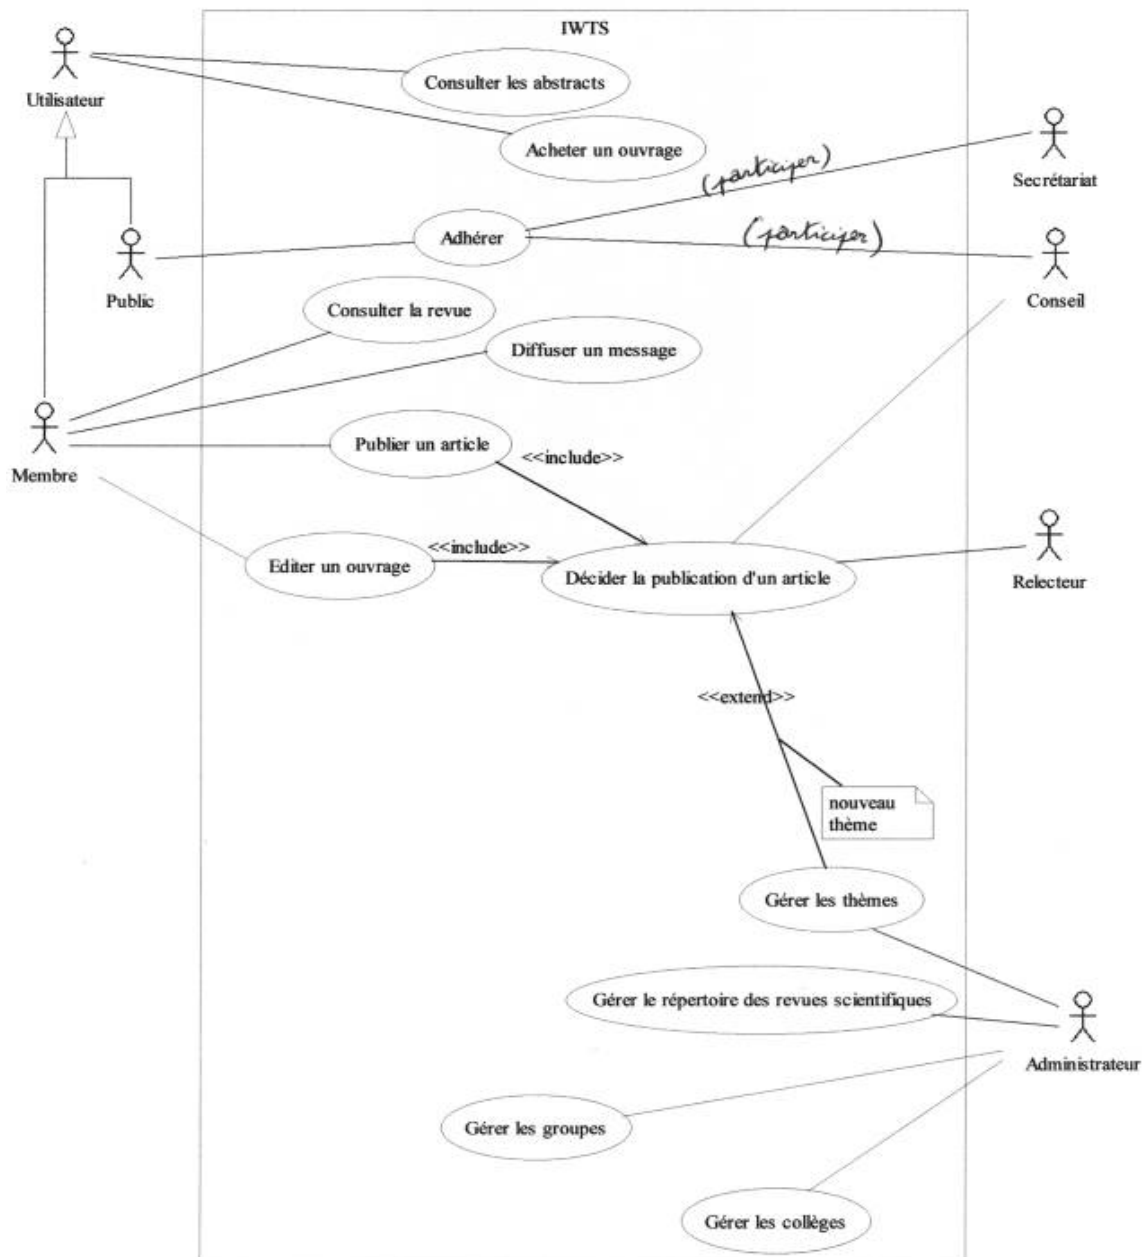 IWTS
Utilisateur
Consulter les abstracts
Acheter un ouvrage
(participer)
Secrétariat
Adhérer
(participer)
Public
Conseil
Consulter la revue
Diffuser un message
Publier un article
<<include>>
Membre
Editer un ouvrage
<<include>>
Décider la publication d'un article
Relecteur
<<extend>>
nouveau
thème
Gérer les thèmes
Gérer le répertoire des revues scientifiques
Administrateur
Gérer les groupes
Gérer les collèges